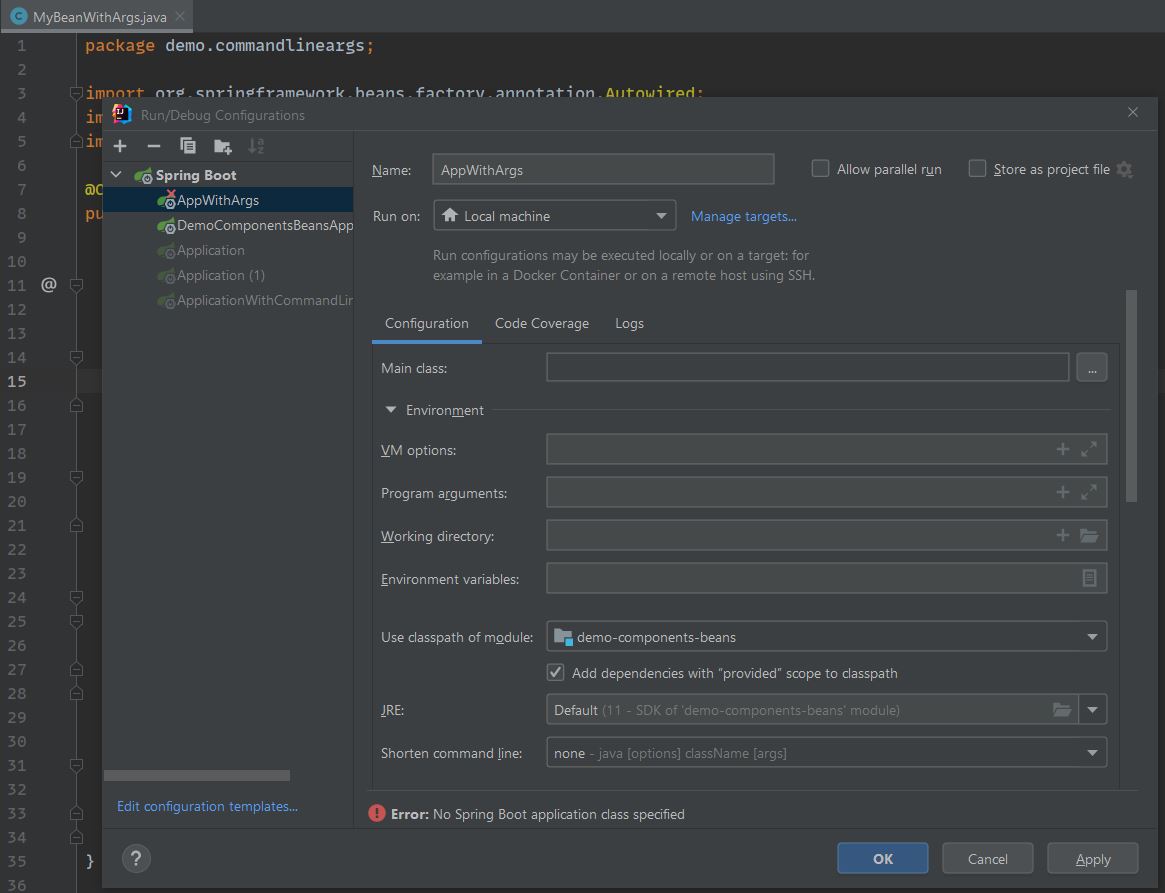 MyBeanWithArgs.java
1 package demo.commandlineargs;
2
3 import org.springframework.beans.factory.annotation.Autowired;
4 im
5 im
6
7 @C
8 pu
9
10
11 @
12
13
14
15
16
17
18
19
20
21
22
23
24
25
26
27
28
29
30
31
32
33
34
35 }
36
Run/Debug Configurations
Spring Boot
AppWithArgs
DemoComponentsBeansApp
Application
Application (1)
ApplicationWithCommandLin
Edit configuration templates...
Name: AppWithArgs Allow parallel run Store as project file
Run on: Local machine Manage targets...
Run configurations may be executed locally or on a target: for
example in a Docker Container or on a remote host using SSH.
Configuration Code Coverage Logs
Main class: ...
Environment
VM options:
Program arguments:
Working directory:
Environment variables:
Use classpath of module: demo-components-beans
Add dependencies with “provided” scope to classpath
JRE: Default (11 - SDK of 'demo-components-beans' module)
Shorten command line: none - java [options] className [args]
Error: No Spring Boot application class specified
? OK Cancel Apply